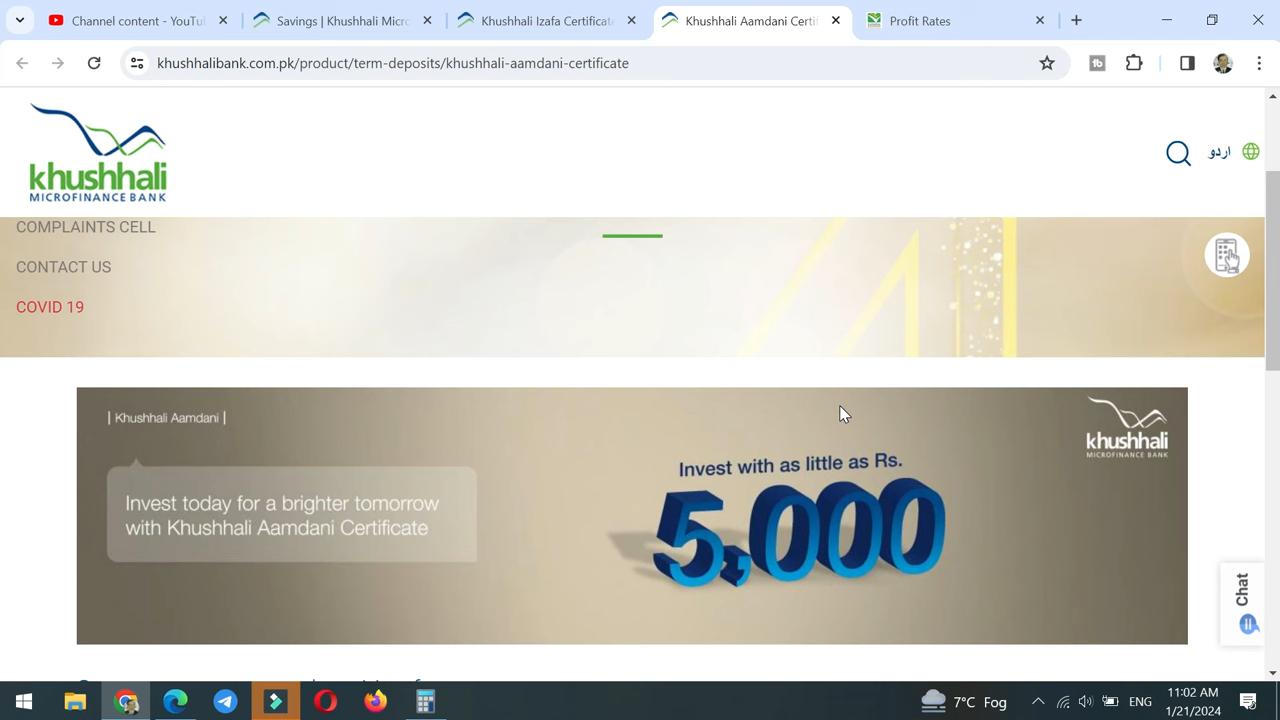 Channel content - YouTu
Savings | Khushhali Micro
Khushhali Izafa Certificate
Khushhali Aamdani Certif
Profit Rates
khushhalibank.com.pk/product/term-deposits/khushhali-aamdani-certificate
khushhali
MICROFINANCE BANK
اردو
COMPLAINTS CELL
CONTACT US
COVID 19
| Khushhali Aamdani |
khushhali
MICROFINANCE BANK
Invest with as little as Rs.
5,000
Invest today for a brighter tomorrow
with Khushhali Aamdani Certificate
Chat
7°C Fog
ENG
11:02 AM
1/21/2024